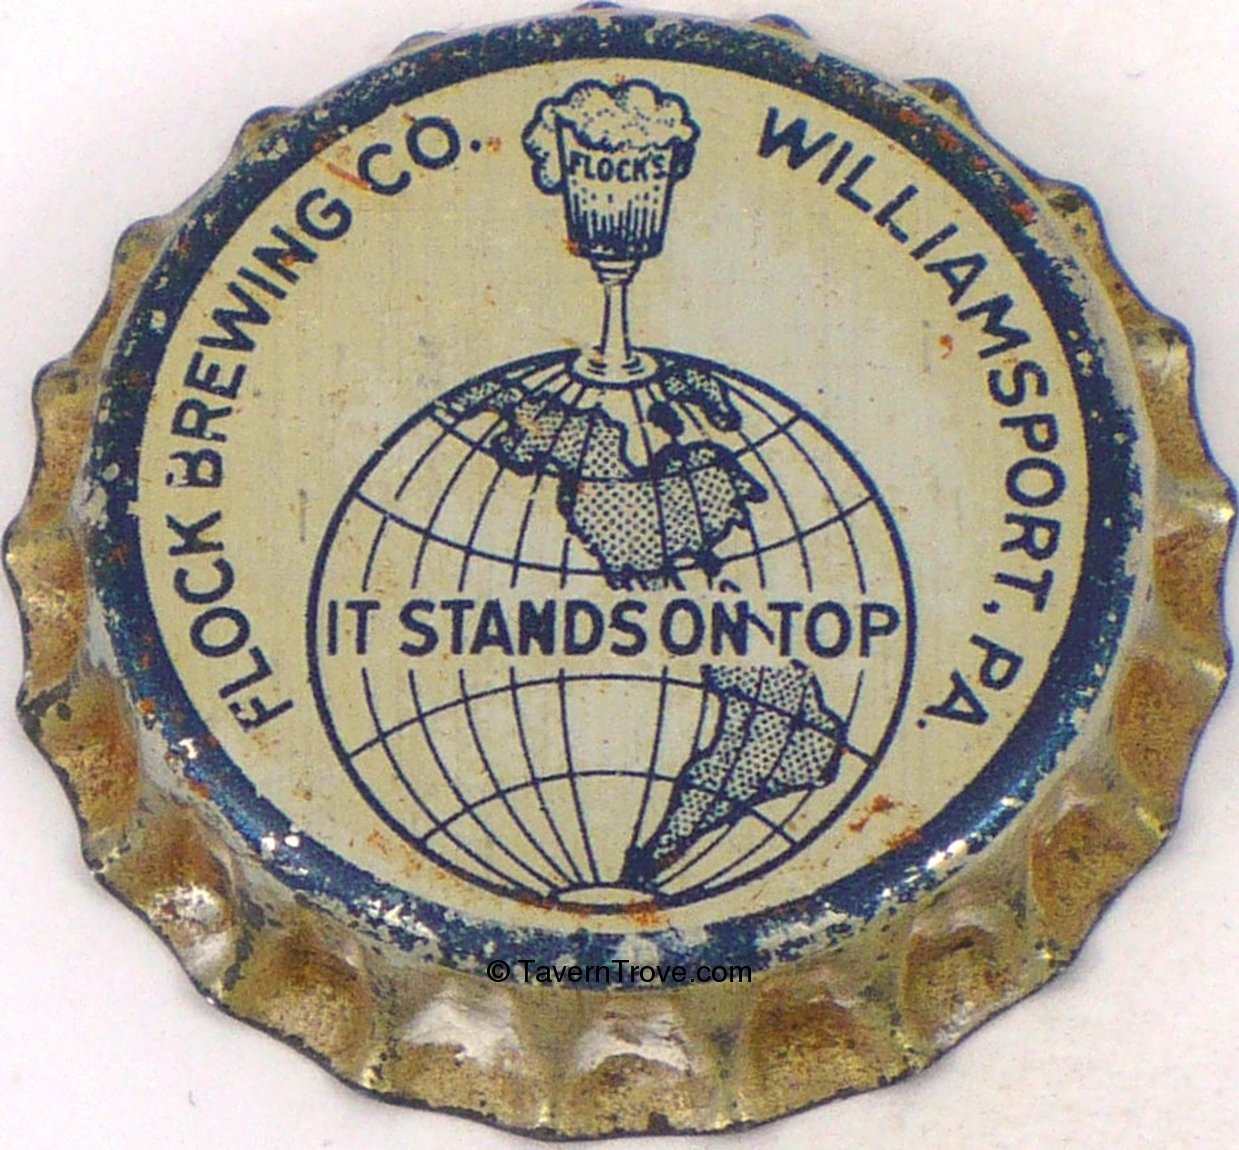 FLOCK BREWING CO.
WILLIAMSPORT, PA.
FLOCK'S
IT STANDS ON TOP
© TavernTrove.com